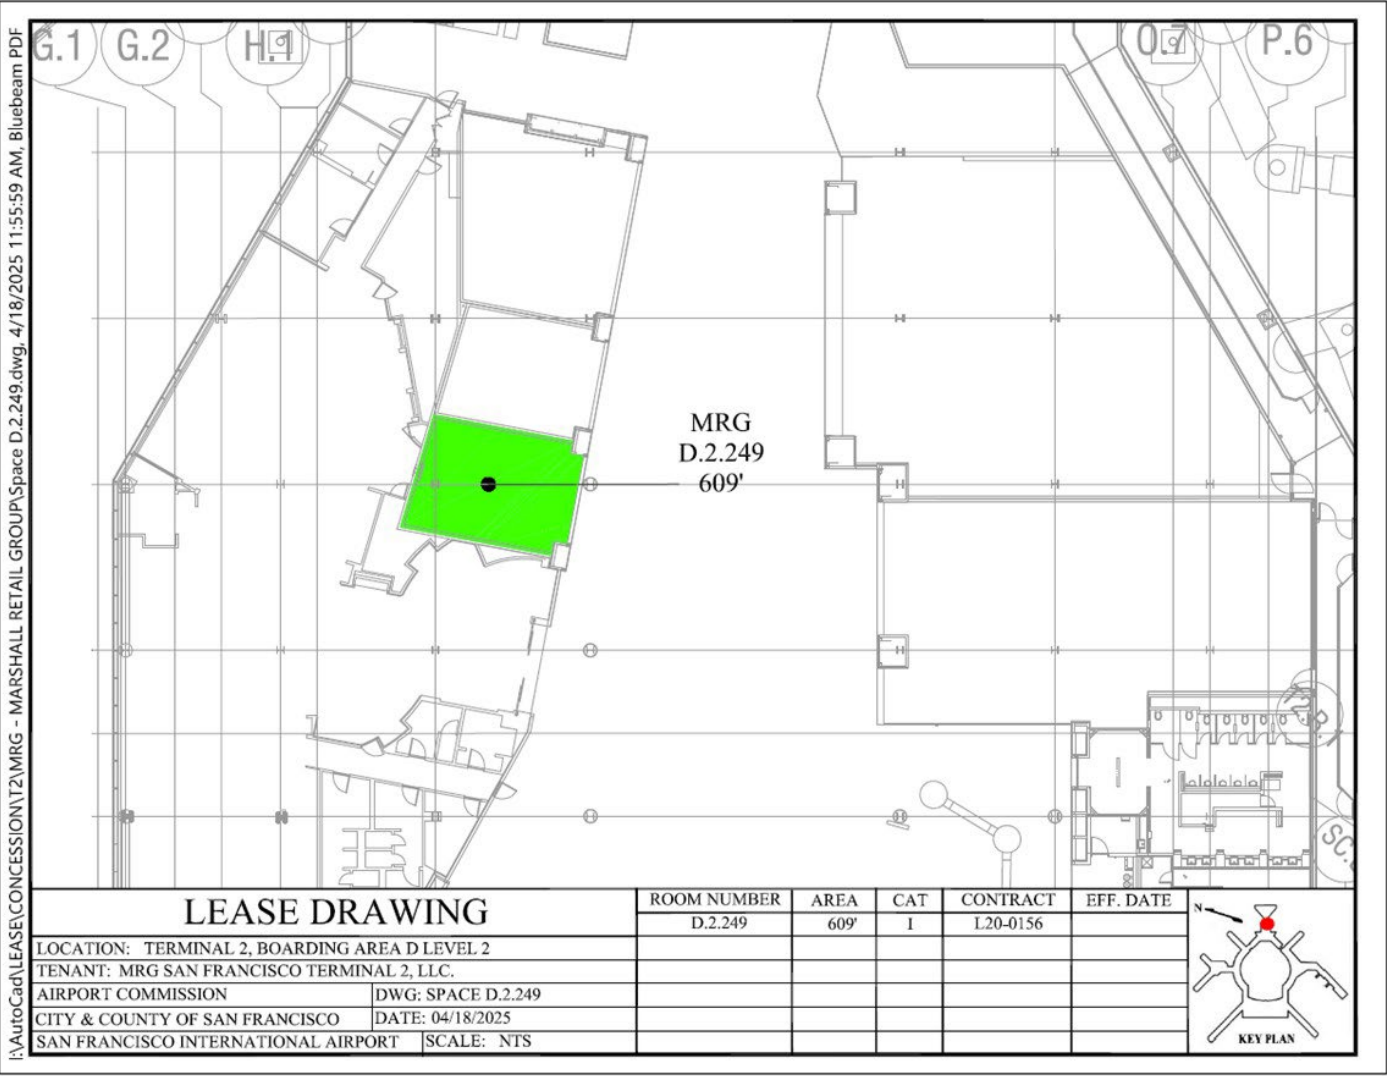 I:\AutoCad\LEASE\CONCESSION\T2\MRG - MARSHALL RETAIL GROUP\Space D.2.249.dwg, 4/18/2025 11:55:59 AM, Bluebeam PDF
G.1
G.2
H.1
O.7
P.6
MRG
D.2.249
609'
LEASE DRAWING
LOCATION: TERMINAL 2, BOARDING AREA D LEVEL 2
TENANT: MRG SAN FRANCISCO TERMINAL 2, LLC.
AIRPORT COMMISSION
DWG: SPACE D.2.249
CITY & COUNTY OF SAN FRANCISCO
DATE: 04/18/2025
SAN FRANCISCO INTERNATIONAL AIRPORT
SCALE: NTS
ROOM NUMBER AREA CAT CONTRACT EFF. DATE
D.2.249 609' I L20-0156
N
KEY PLAN